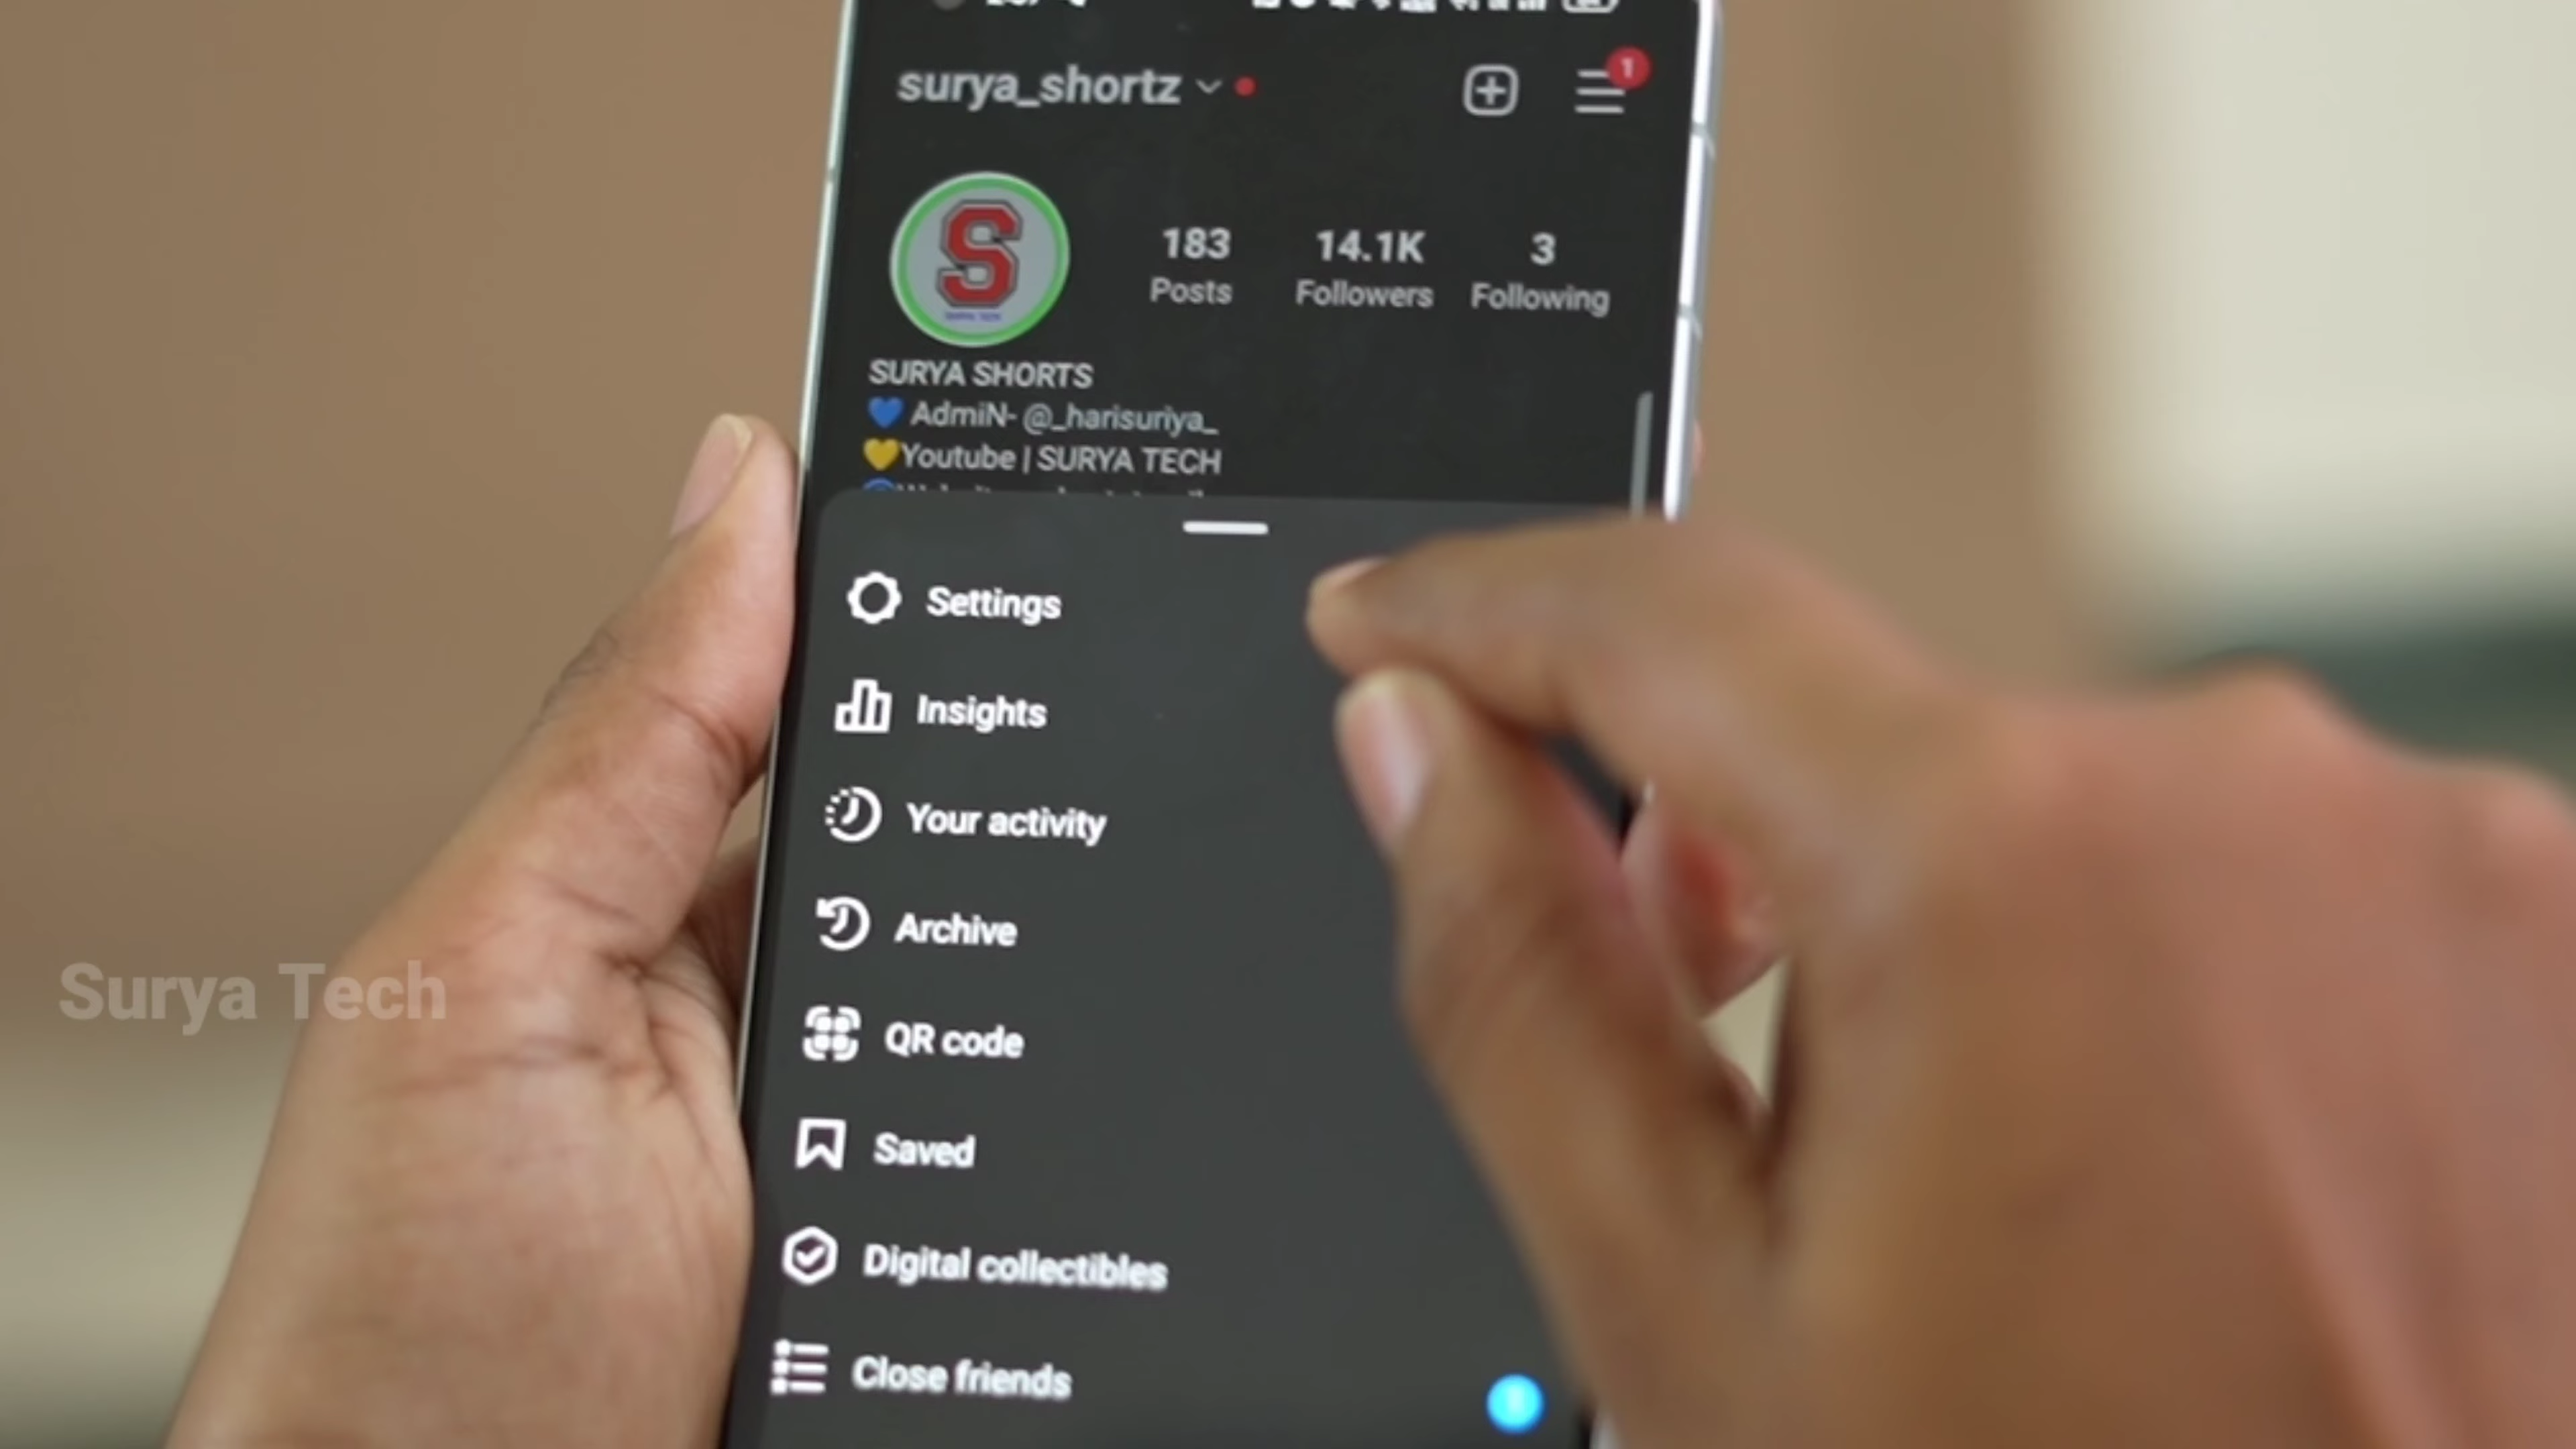 surya_shortz
1
183
14.1K
3
Posts
Followers
Following
S
SURYA SHORTS
AdmiN- @_harisuriya_
Youtube | SURYA TECH
Settings
Insights
Your activity
Archive
Surya Tech
QR code
Saved
Digital collectibles
Close friends